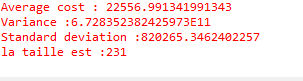 Average cost : 22556.991341991343
Variance :6.728352382425973E11
Standard deviation :820265.3462402257
la taille est :231